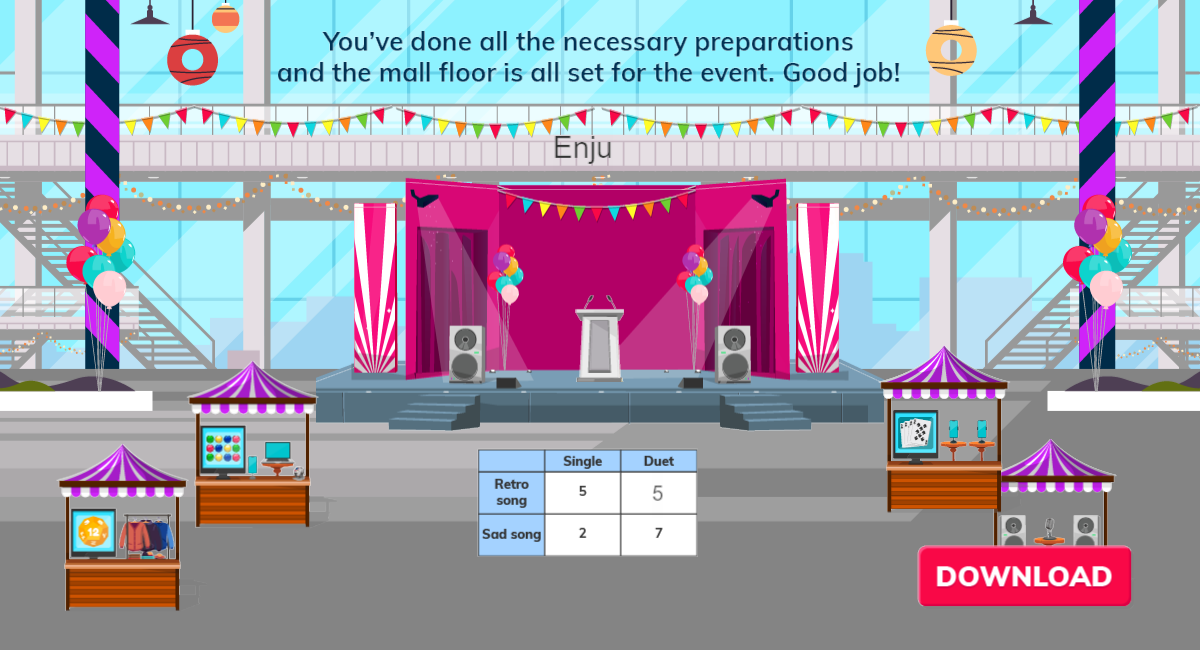 You've done all the necessary preparations
and the mall floor is all set for the event. Good job!
Enju
Single Duet
Retro song 5 5
Sad song 2 7
12
DOWNLOAD